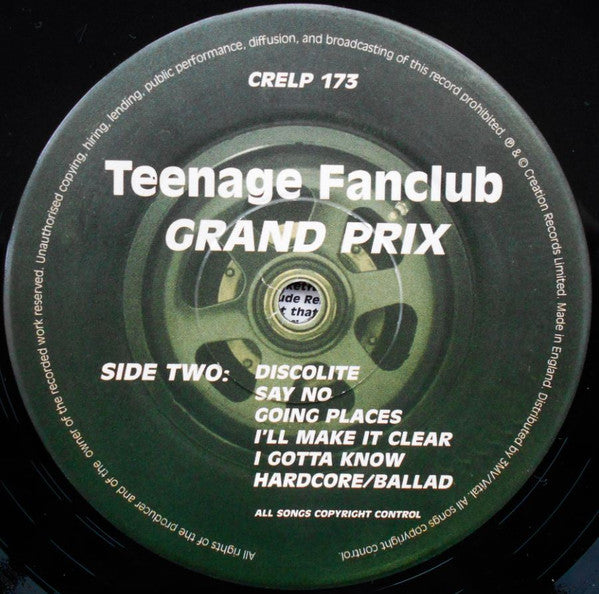 CRELP 173
Teenage Fanclub
GRAND PRIX
SIDE TWO:
DISCOLITE
SAY NO
GOING PLACES
I'LL MAKE IT CLEAR
I GOTTA KNOW
HARDCORE/BALLAD
ALL SONGS COPYRIGHT CONTROL
All rights of the producer and of the owner of the recorded work reserved. Unauthorised copying, hiring, lending, public performance, diffusion, and broadcasting of this record prohibited. ℗ & © Creation Records Limited. Made in England. Distributed by 3MV/Vital. All songs copyright control.
ude Re
t that